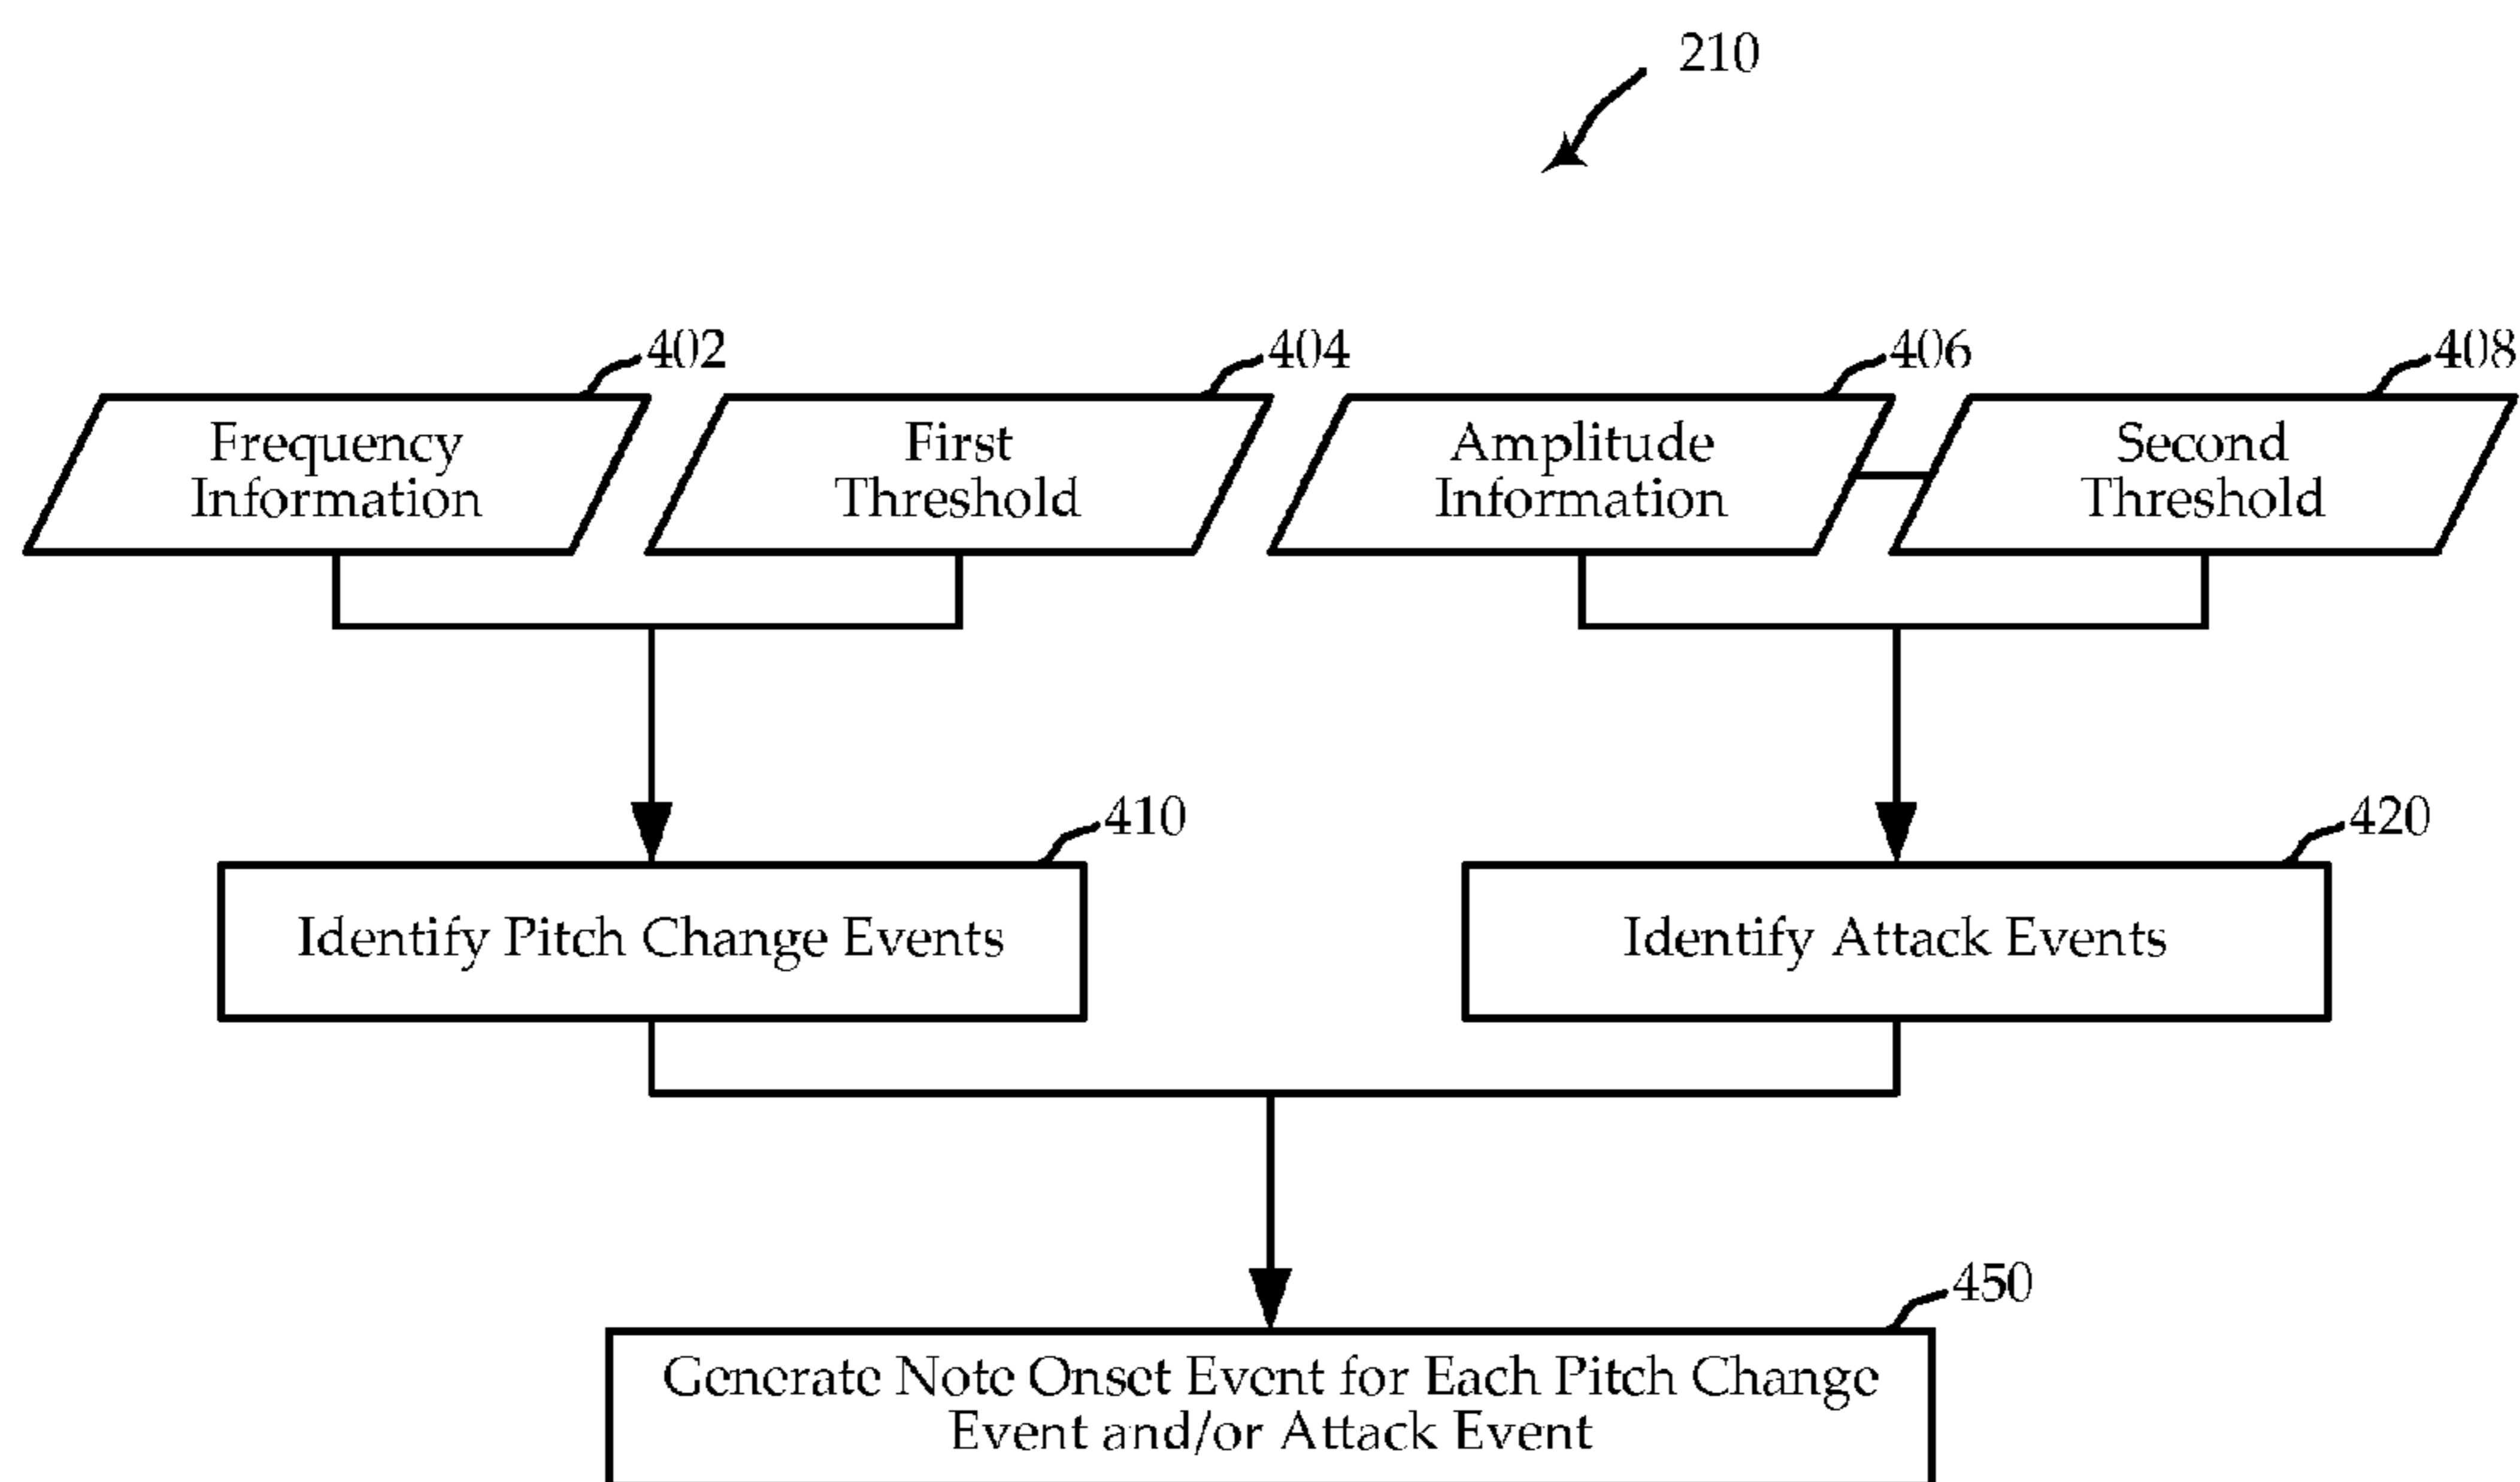 210
402
404
406
408
Frequency
Information
First
Threshold
Amplitude
Information
Second
Threshold
410
420
Identify Pitch Change Events
Identify Attack Events
450
Generate Note Onset Event for Each Pitch Change
Event and/or Attack Event